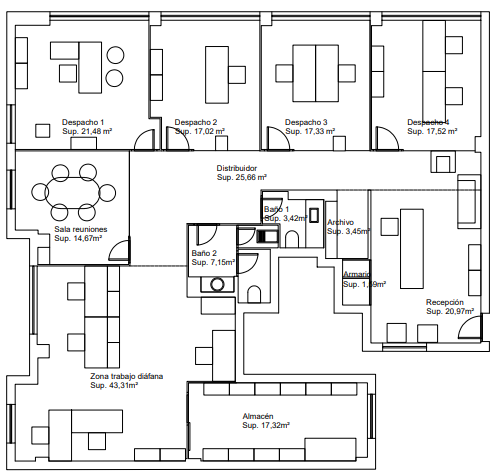 Despacho 1
Sup. 21,48 m²
Despacho 2
Sup. 17,02 m²
Despacho 3
Sup. 17,33 m²
Despacho 4
Sup. 17,52 m²
Distribuidor
Sup. 25,66 m²
Sala reuniones
Sup. 14,67m²
Baño 1
Sup. 3,42m²
Archivo
Sup. 3,45m²
Baño 2
Sup. 7,15m²
Armario
Sup.
Recepción
Sup. 20,97m²
Zona trabajo diáfana
Sup. 43,31m²
Almacén
Sup. 17,32m²